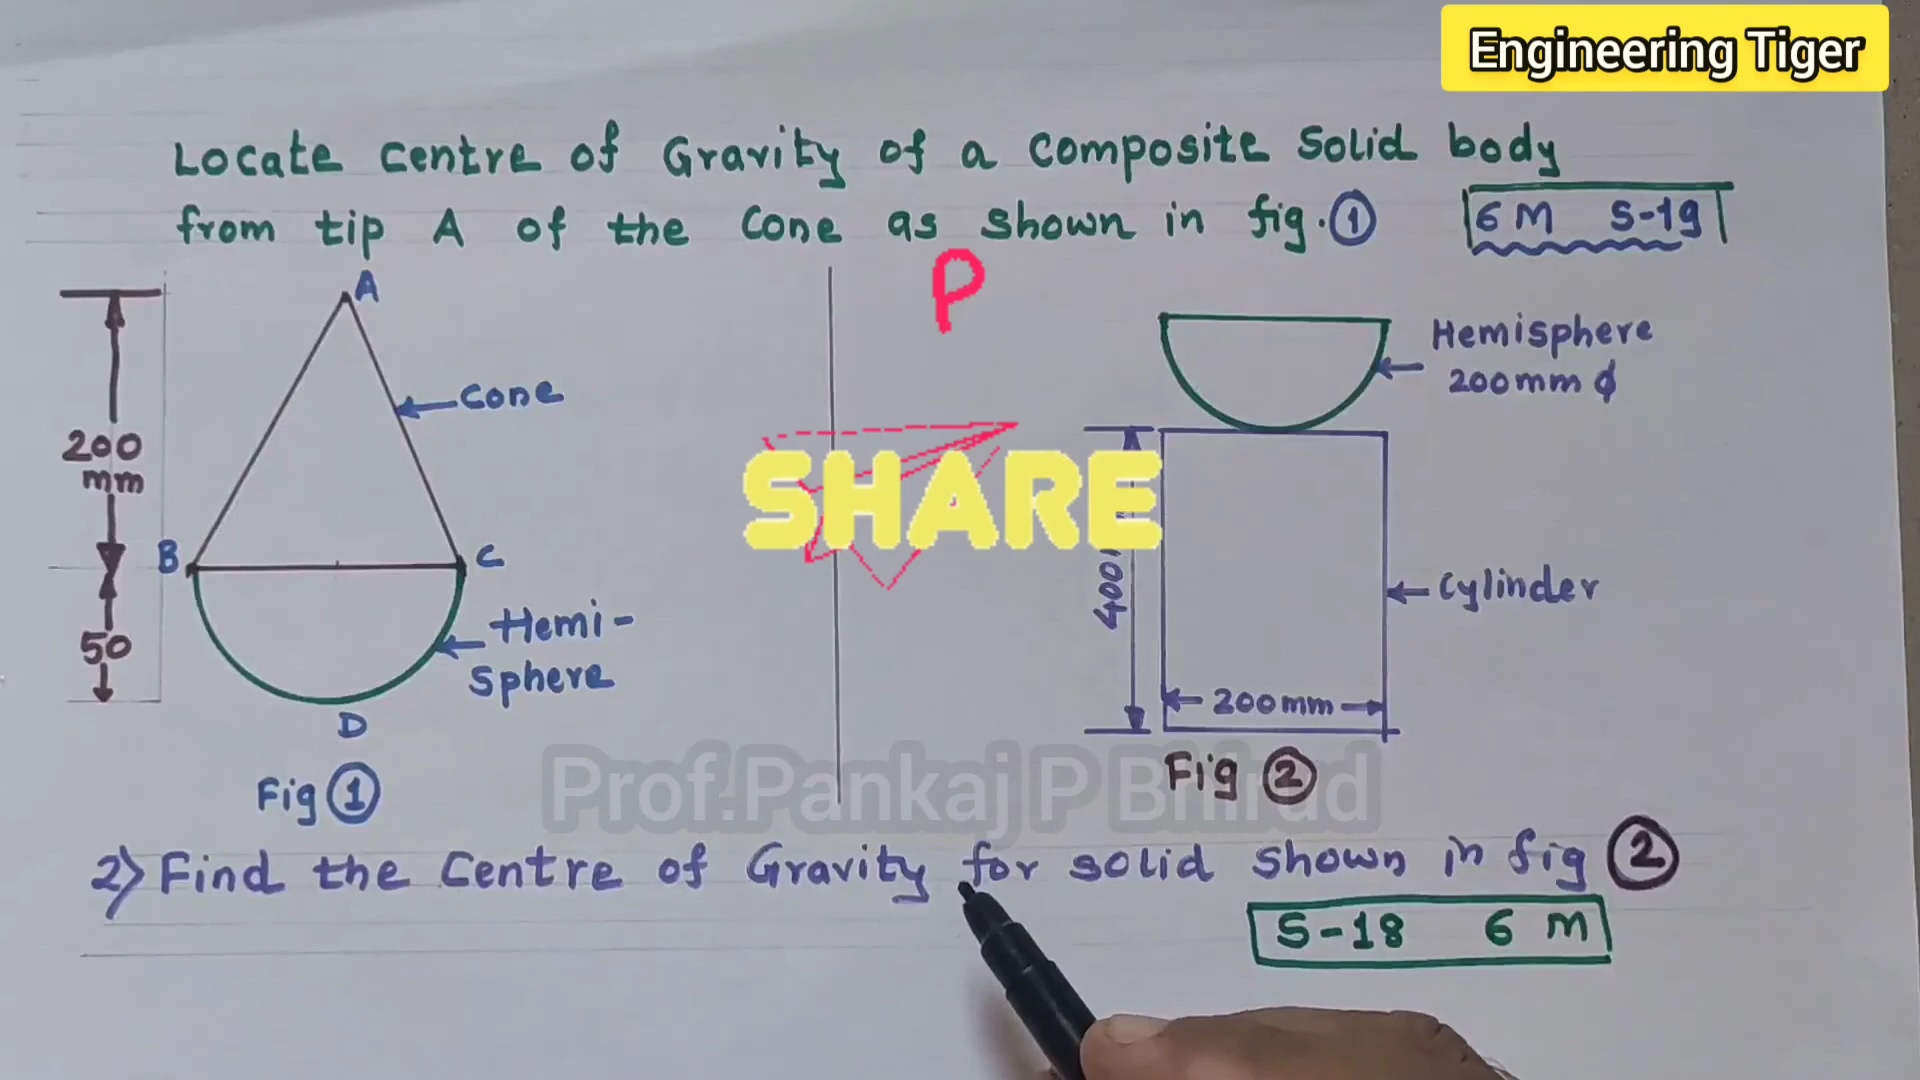 Engineering Tiger
Locate Centre of Gravity of a Composite Solid body
from tip A of the Cone as shown in fig. 1
6 M S-19
A
Cone
200
mm
B
C
50
Hemi-
Sphere
D
Fig 1
P
SHARE
Hemisphere
200mm ϕ
400
Cylinder
200mm
Fig 2
Prof.Pankaj P Bhirud
2) Find the Centre of Gravity for solid shown in fig 2
S-18 6 M